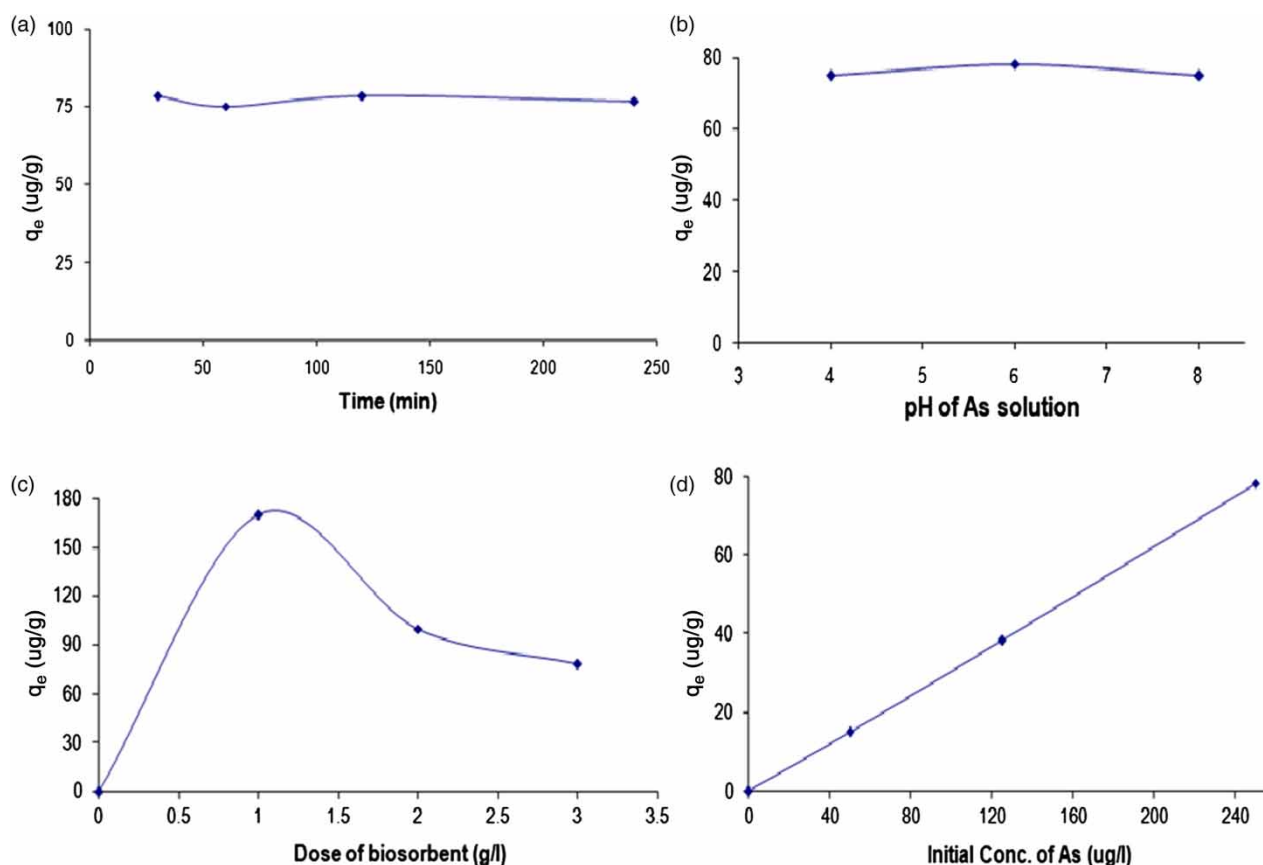 (a)
100
75
50
25
0
qe (ug/g)
0 50 100 150 200 250
Time (min)
(b)
80
60
40
20
0
qe (ug/g)
3 4 5 6 7 8
pH of As solution
(c)
180
150
120
90
60
30
0
qe (ug/g)
0 0.5 1 1.5 2 2.5 3 3.5
Dose of biosorbent (g/l)
(d)
80
60
40
20
0
qe (ug/g)
0 40 80 120 160 200 240
Initial Conc. of As (ug/l)